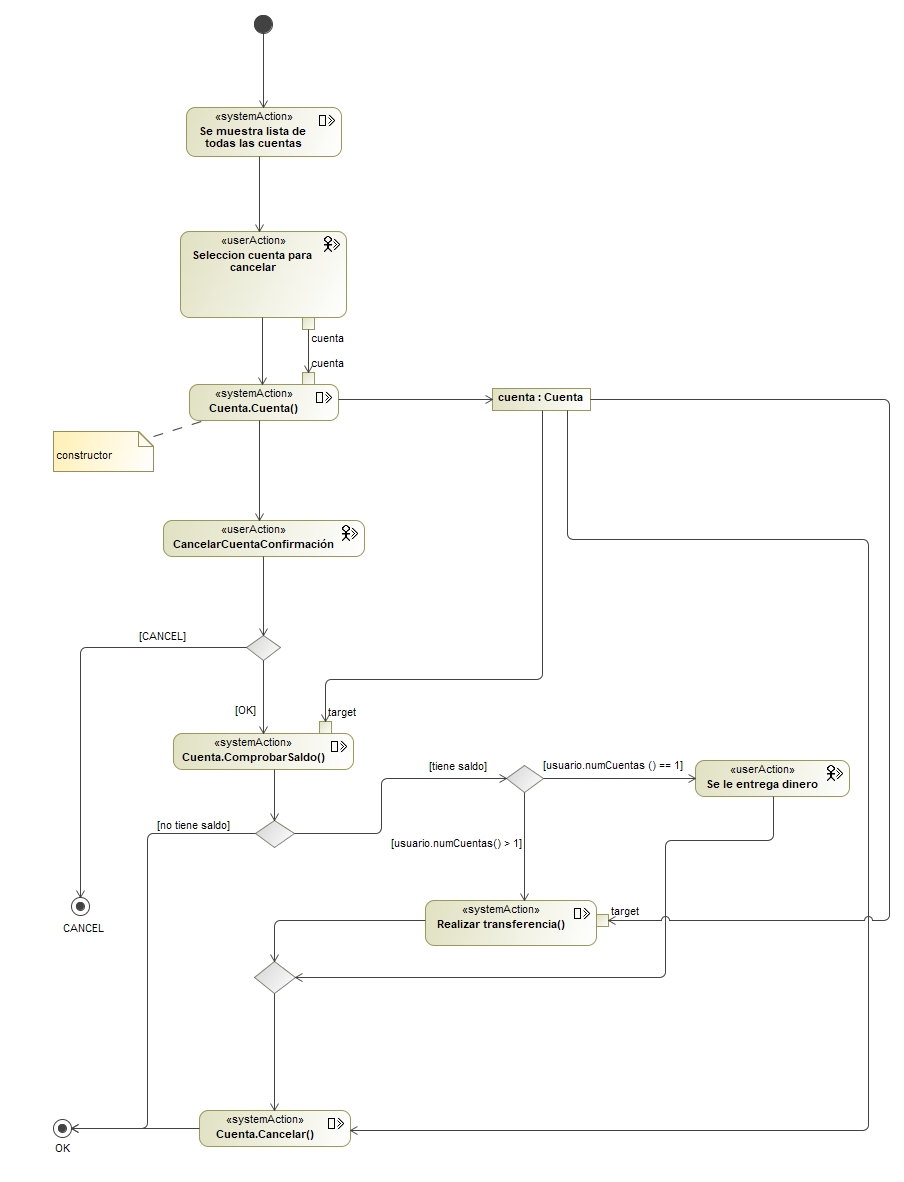 «systemAction»
Se muestra lista de
todas las cuentas
«userAction»
Seleccion cuenta para
cancelar
cuenta
cuenta
«systemAction»
Cuenta.Cuenta()
cuenta : Cuenta
constructor
«userAction»
CancelarCuentaConfirmación
[CANCEL]
[OK]
target
«systemAction»
Cuenta.ComprobarSaldo()
[tiene saldo]
[usuario.numCuentas () == 1]
«userAction»
Se le entrega dinero
[no tiene saldo]
[usuario.numCuentas() > 1]
CANCEL
«systemAction»
Realizar transferencia()
target
«systemAction»
Cuenta.Cancelar()
OK